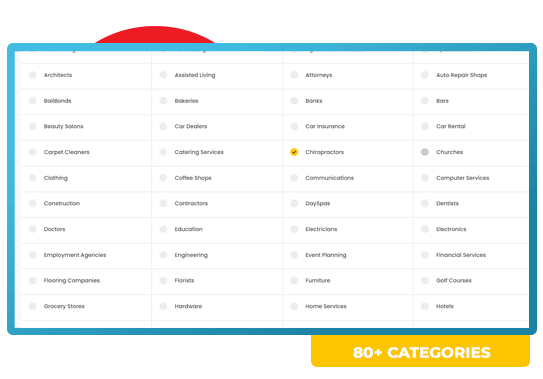 Architects Assisted Living Attorneys Auto Repair Shops
BailBonds Bakeries Banks Bars
Beauty Salons Car Dealers Car Insurance Car Rental
Carpet Cleaners Catering Services Chiropractors Churches
Clothing Coffee Shops Communications Computer Services
Construction Contractors DaySpas Dentists
Doctors Education Electricians Electronics
Employment Agencies Engineering Event Planning Financial Services
Flooring Companies Florists Furniture Golf Courses
Grocery Stores Hardware Home Services Hotels
80+ CATEGORIES